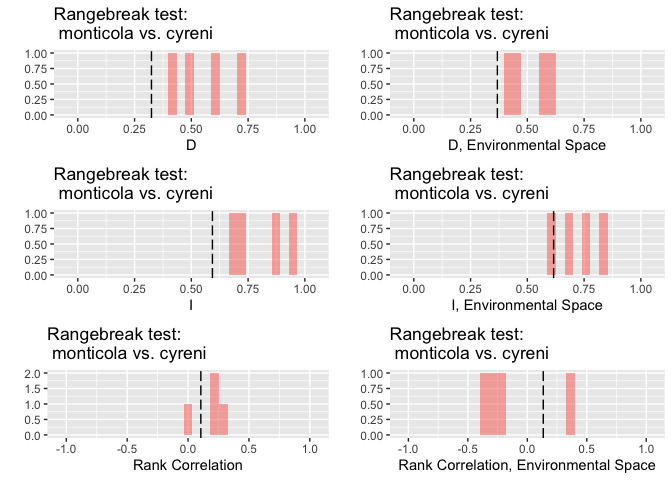 Rangebreak test:
monticola vs. cyreni
1.00
0.75
0.50
0.25
0.00
0.00 0.25 0.50 0.75 1.00
D
Rangebreak test:
monticola vs. cyreni
1.00
0.75
0.50
0.25
0.00
0.00 0.25 0.50 0.75 1.00
D, Environmental Space
Rangebreak test:
monticola vs. cyreni
1.00
0.75
0.50
0.25
0.00
0.00 0.25 0.50 0.75 1.00
I
Rangebreak test:
monticola vs. cyreni
1.00
0.75
0.50
0.25
0.00
0.00 0.25 0.50 0.75 1.00
I, Environmental Space
Rangebreak test:
monticola vs. cyreni
2.0
1.5
1.0
0.5
0.0
-1.0 -0.5 0.0 0.5 1.0
Rank Correlation
Rangebreak test:
monticola vs. cyreni
1.00
0.75
0.50
0.25
0.00
-1.0 -0.5 0.0 0.5 1.0
Rank Correlation, Environmental Space